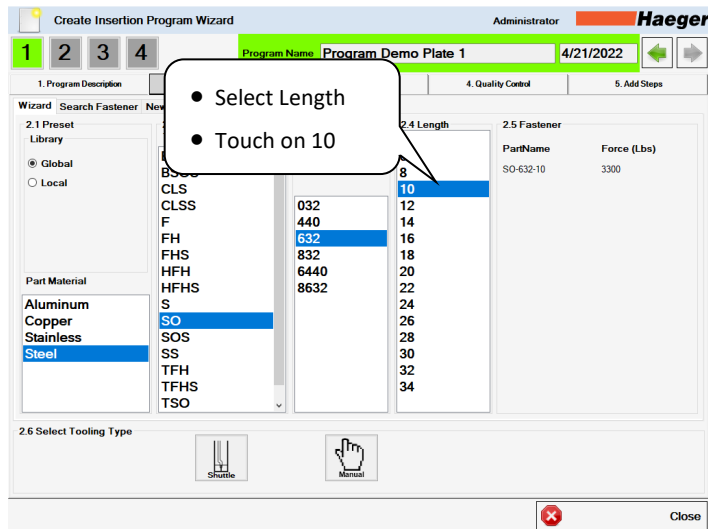 Create Insertion Program Wizard
Administrator
Haeger
1 2 3 4
Program Name Program Demo Plate 1
4/21/2022
1. Program Description
4. Quality Control
5. Add Steps
Wizard Search Fastener
• Select Length
• Touch on 10
2.1 Preset
Library
Global
Local
Part Material
Aluminum
Copper
Stainless
Steel
BSOS
CLS
CLSS
F
FH
FHS
HFH
HFHS
S
SO
SOS
SS
TFH
TFHS
TSO
032
440
632
832
6440
8632
2.4 Length
8
10
12
14
16
18
20
22
24
26
28
30
32
34
2.5 Fastener
PartName Force (Lbs)
SO-632-10 3300
2.6 Select Tooling Type
Shuttle
Manual
Close